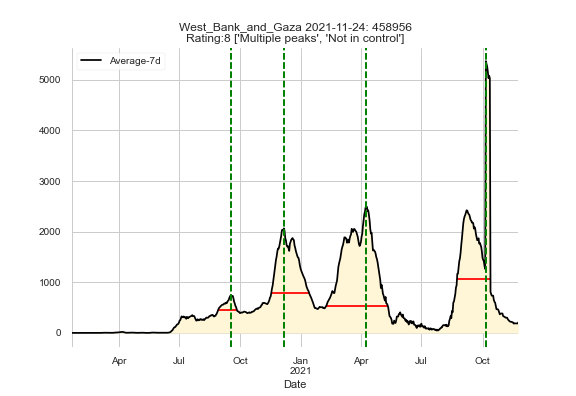 West_Bank_and_Gaza 2021-11-24: 458956
Rating:8 ['Multiple peaks', 'Not in control']
Average-7d
5000
4000
3000
2000
1000
0
Apr Jul Oct Jan Apr Jul Oct
2021
Date